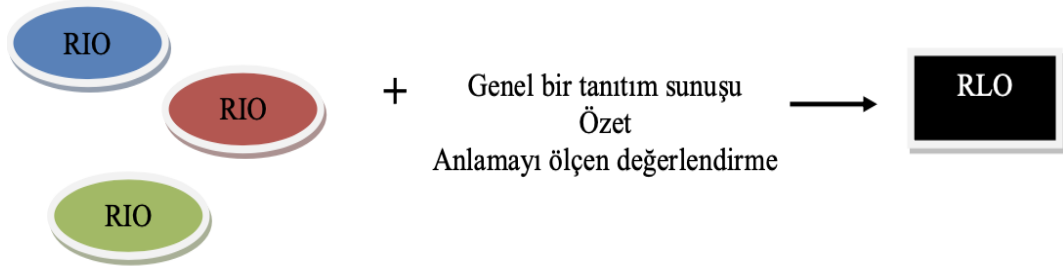 RIO
RIO
RIO
+
Genel bir tanıtım sunuşu
Özet
Anlamayı ölçen değerlendirme
RLO